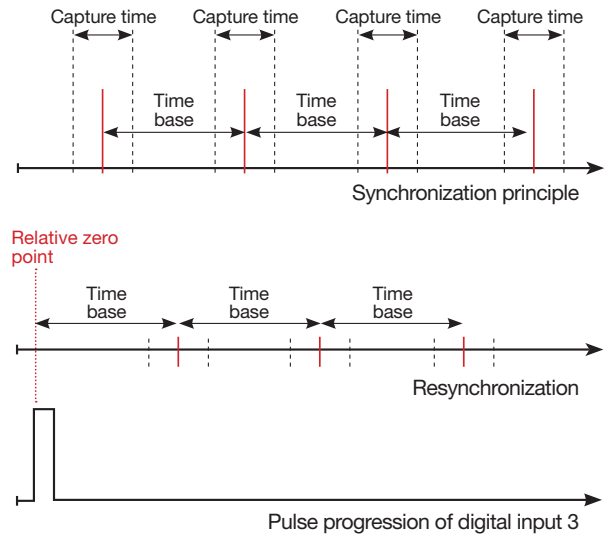 Capture time Capture time Capture time Capture time
Time
base
Time
base
Time
base
Synchronization principle
Relative zero
point
Time
base
Time
base
Time
base
Resynchronization
Pulse progression of digital input 3